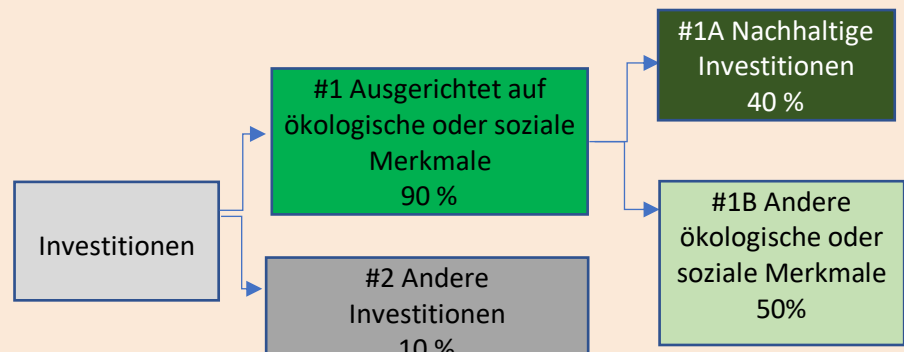 Investitionen
#1 Ausgerichtet auf
ökologische oder soziale
Merkmale
90 %
#2 Andere
Investitionen
10 %
#1A Nachhaltige
Investitionen
40 %
#1B Andere
ökologische oder
soziale Merkmale
50%